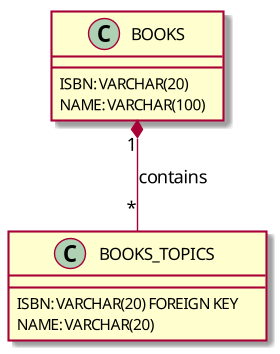 C BOOKS
ISBN: VARCHAR(20)
NAME: VARCHAR(100)
1
contains
*
C BOOKS_TOPICS
ISBN: VARCHAR(20) FOREIGN KEY
NAME: VARCHAR(20)